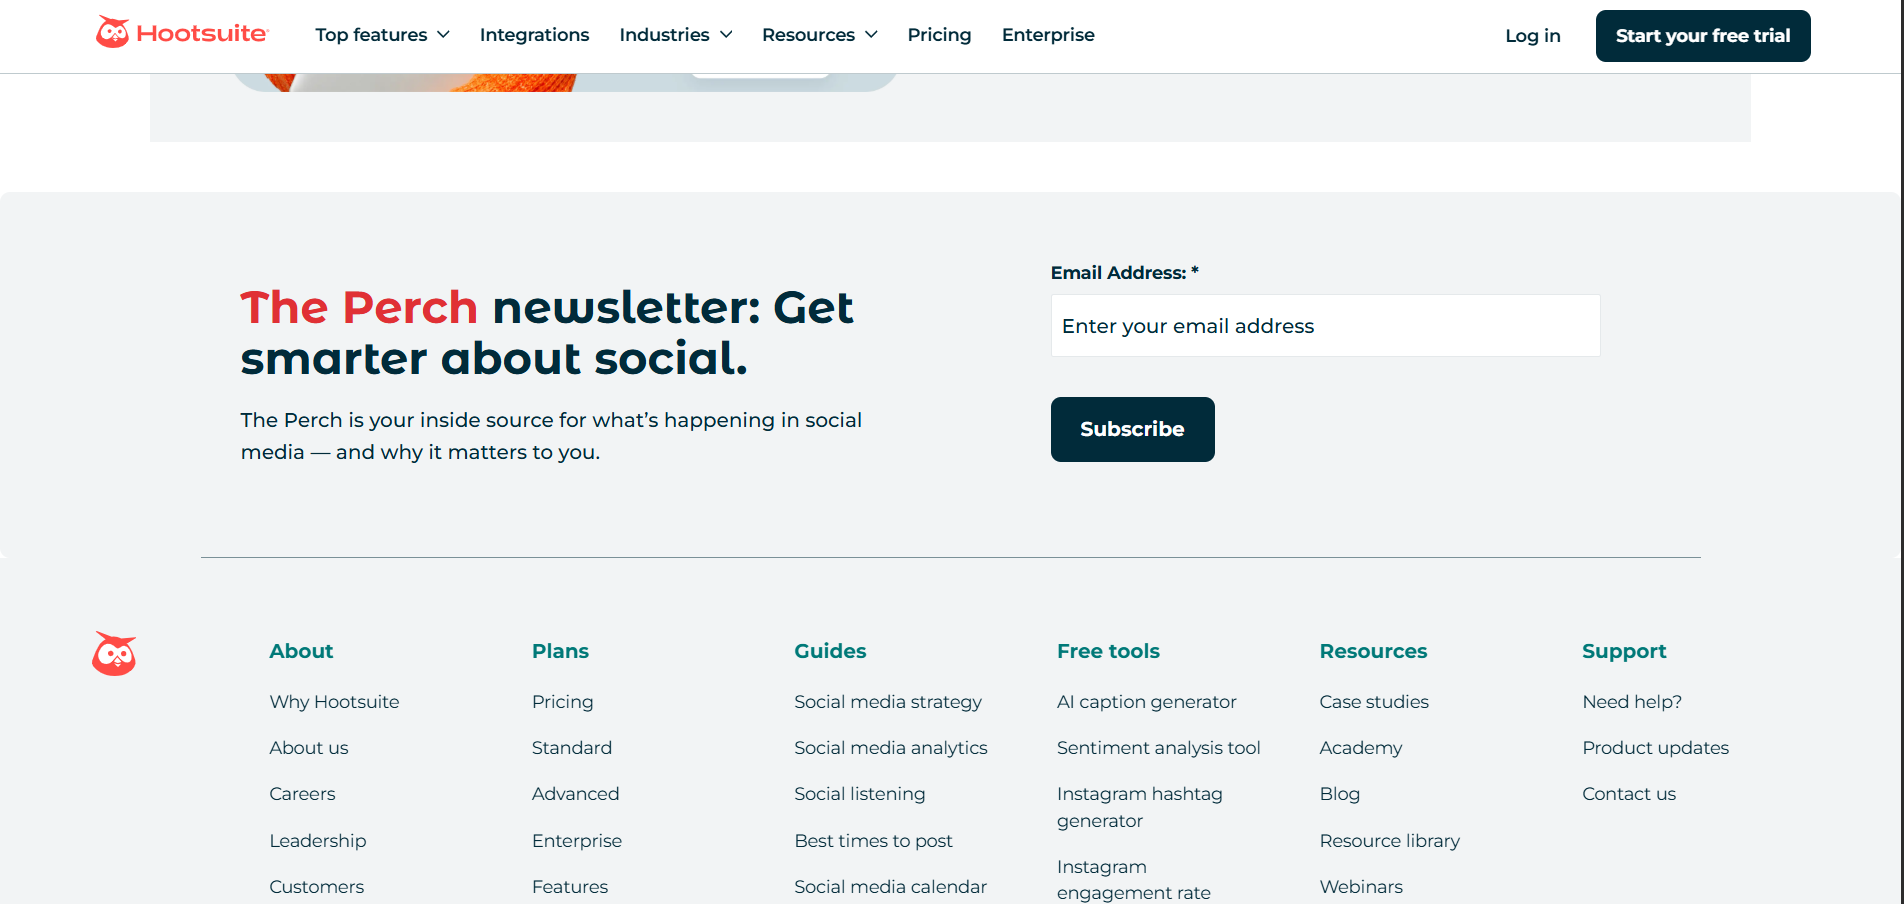 Hootsuite
Top features
Integrations
Industries
Resources
Pricing
Enterprise
Log in
Start your free trial
The Perch newsletter: Get
smarter about social.
The Perch is your inside source for what’s happening in social
media — and why it matters to you.
Email Address: *
Enter your email address
Subscribe
About
Why Hootsuite
About us
Careers
Leadership
Customers
Plans
Pricing
Standard
Advanced
Enterprise
Features
Guides
Social media strategy
Social media analytics
Social listening
Best times to post
Social media calendar
Free tools
AI caption generator
Sentiment analysis tool
Instagram hashtag
generator
Instagram
engagement rate
Resources
Case studies
Academy
Blog
Resource library
Webinars
Support
Need help?
Product updates
Contact us